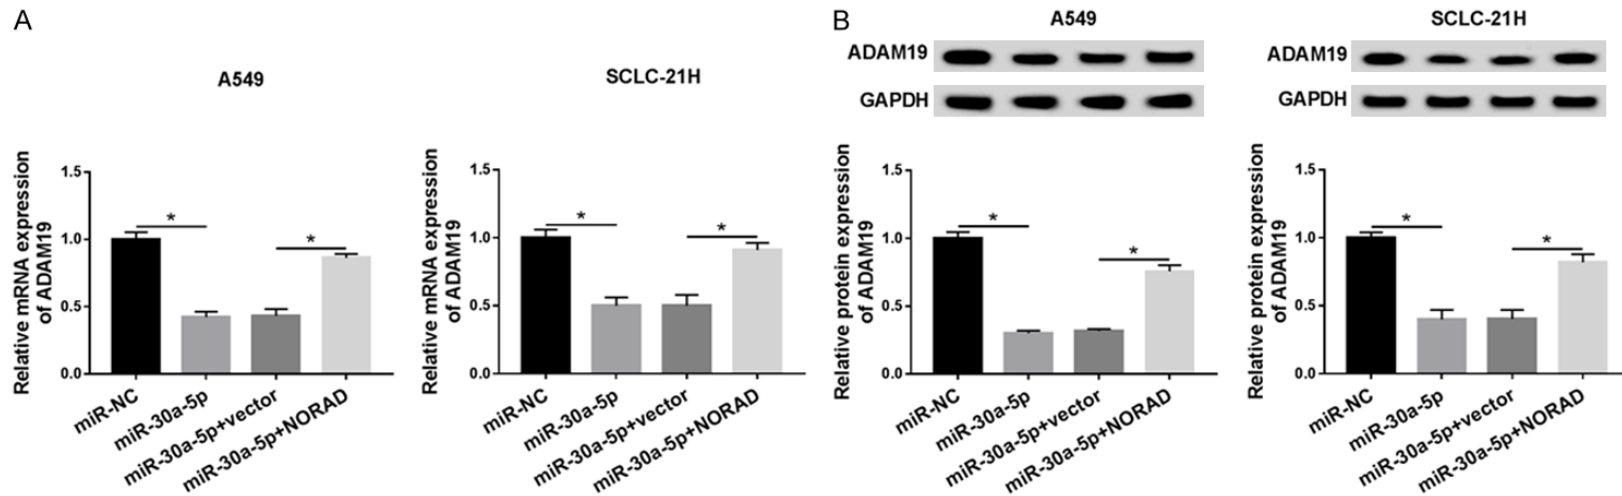 A
A549
Relative mRNA expression
of ADAM19
1.5
1.0
0.5
0.0
*
*
miR-NC
miR-30a-5p
miR-30a-5p+vector
miR-30a-5p+NORAD
SCLC-21H
Relative mRNA expression
of ADAM19
1.5
1.0
0.5
0.0
*
*
miR-NC
miR-30a-5p
miR-30a-5p+vector
miR-30a-5p+NORAD
B
A549
ADAM19
GAPDH
Relative protein expression
of ADAM19
1.5
1.0
0.5
0.0
*
*
miR-NC
miR-30a-5p
miR-30a-5p+vector
miR-30a-5p+NORAD
SCLC-21H
ADAM19
GAPDH
Relative protein expression
of ADAM19
1.5
1.0
0.5
0.0
*
*
miR-NC
miR-30a-5p
miR-30a-5p+vector
miR-30a-5p+NORAD